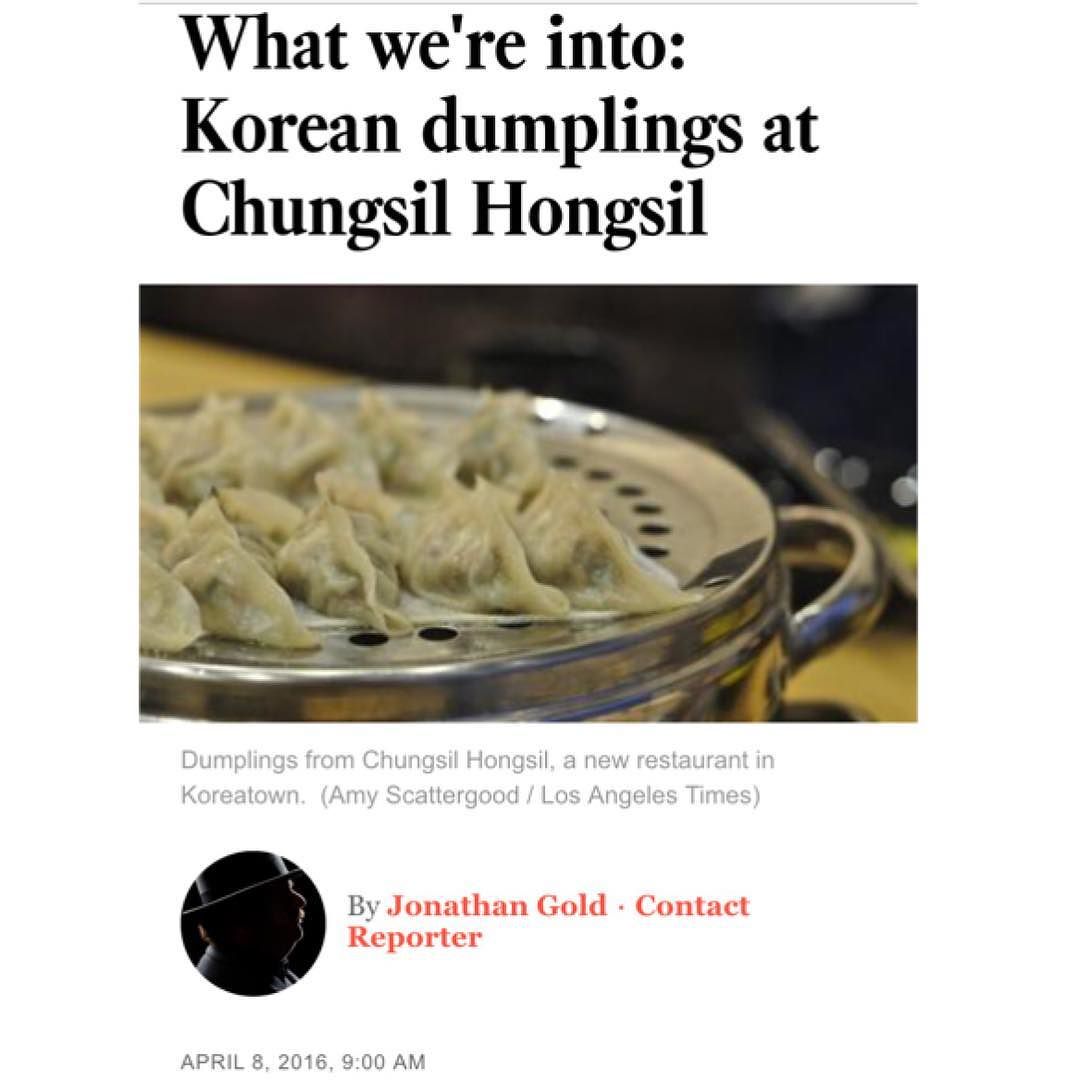 What we're into:
Korean dumplings at
Chungsil Hongsil
Dumplings from Chungsil Hongsil, a new restaurant in
Koreatown.  (Amy Scattergood / Los Angeles Times)
By Jonathan Gold · Contact
Reporter
APRIL 8, 2016, 9:00 AM